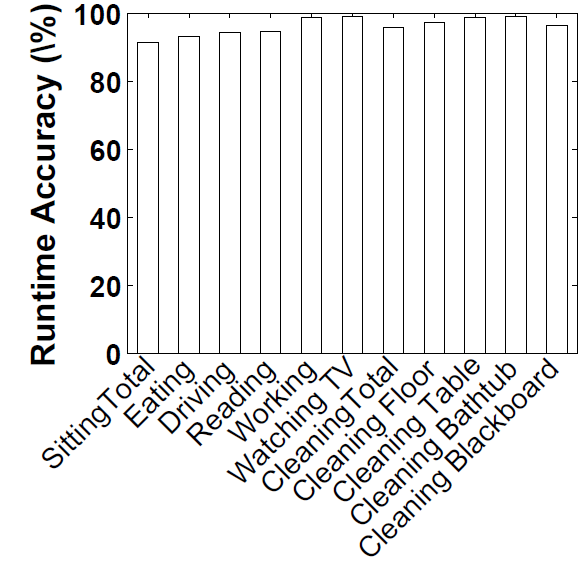 Runtime Accuracy (\%)
100
80
60
40
20
0
SittingTotal
Eating
Driving
Reading
Working
Watching TV
CleaningTotal
Cleaning Floor
Cleaning Table
Cleaning Bathtub
Cleaning Blackboard